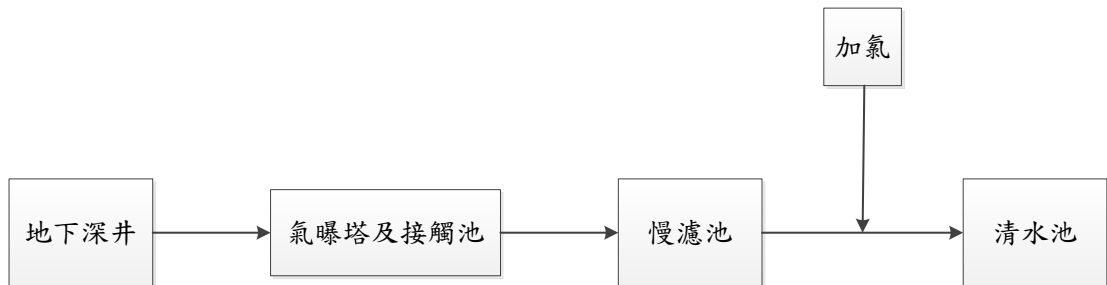 加氯
地下深井
氣曝塔及接觸池
慢濾池
清水池